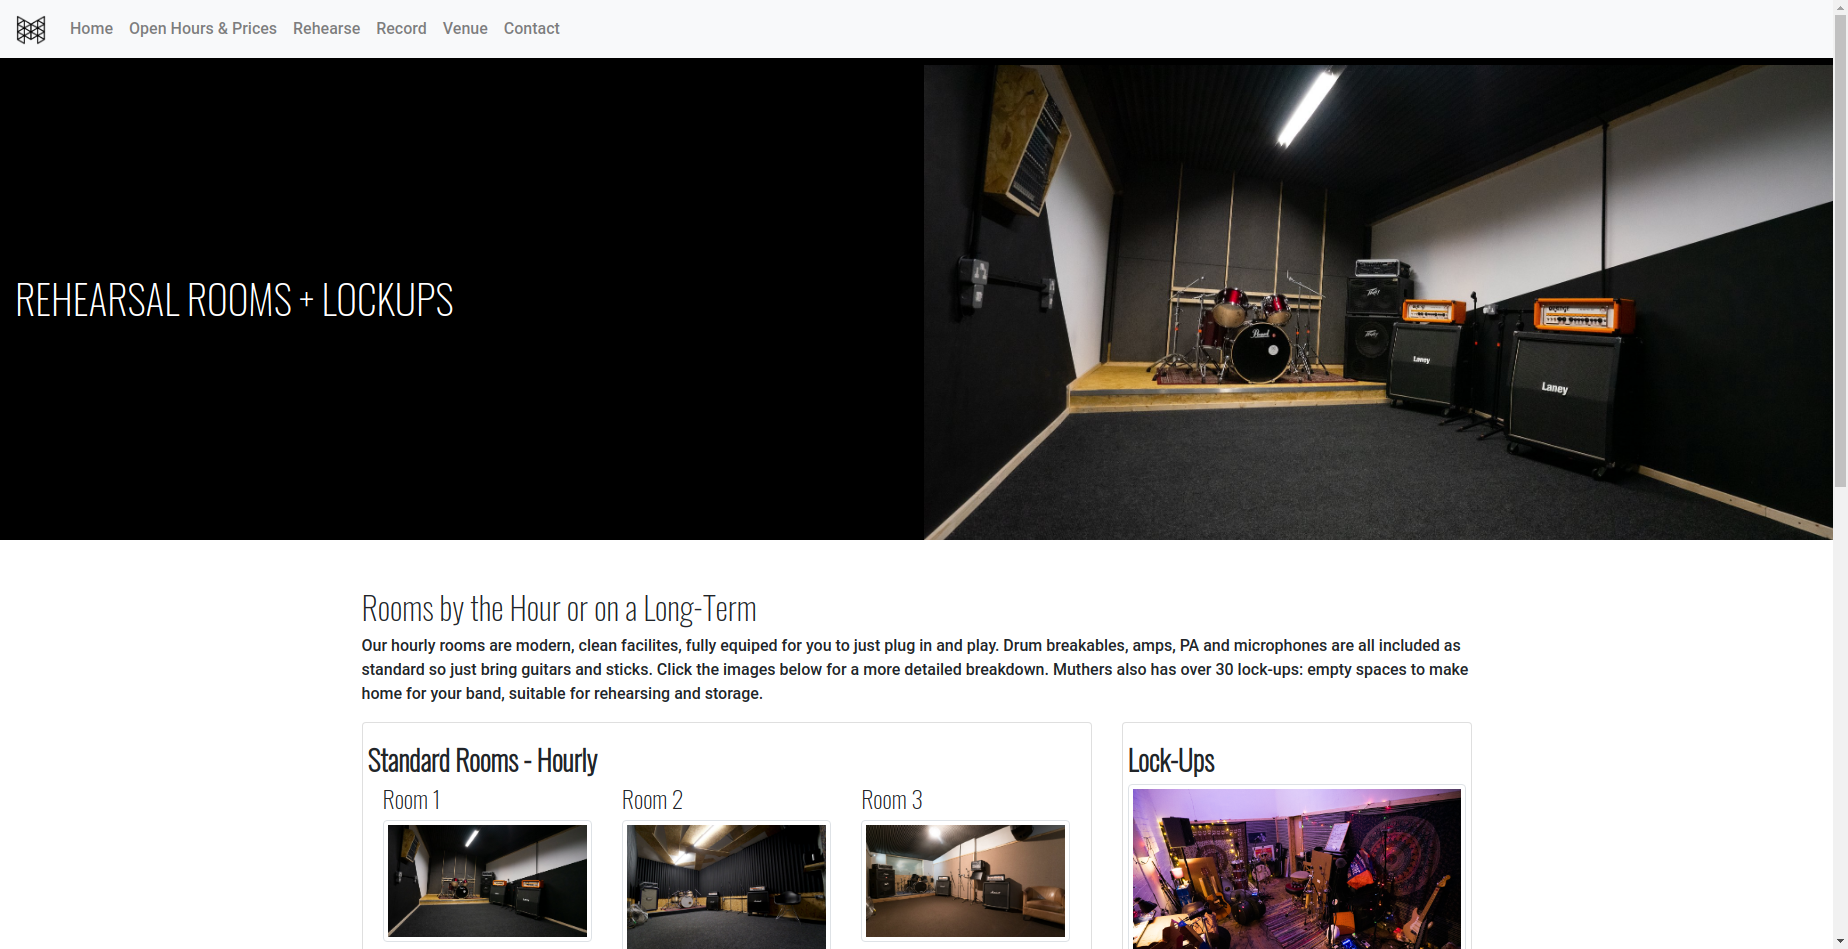 Home Open Hours & Prices Rehearse Record Venue Contact
REHEARSAL ROOMS + LOCKUPS
Peavey
Peavey
Pearl
Laney
Laney
Rooms by the Hour or on a Long-Term
Our hourly rooms are modern, clean facilites, fully equiped for you to just plug in and play. Drum breakables, amps, PA and microphones are all included as
standard so just bring guitars and sticks. Click the images below for a more detailed breakdown. Muthers also has over 30 lock-ups: empty spaces to make
home for your band, suitable for rehearsing and storage.
Standard Rooms - Hourly
Room 1
Room 2
Room 3
Lock-Ups